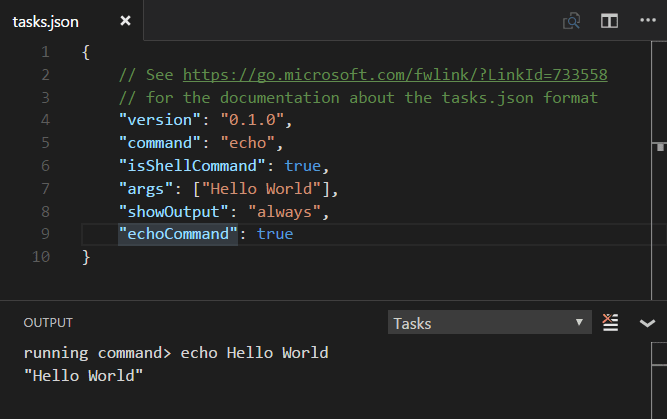 tasks.json
1 {
2 // See https://go.microsoft.com/fwlink/?LinkId=733558
3 // for the documentation about the tasks.json format
4 "version": "0.1.0",
5 "command": "echo",
6 "isShellCommand": true,
7 "args": ["Hello World"],
8 "showOutput": "always",
9 "echoCommand": true
10 }
OUTPUT Tasks
running command> echo Hello World
"Hello World"